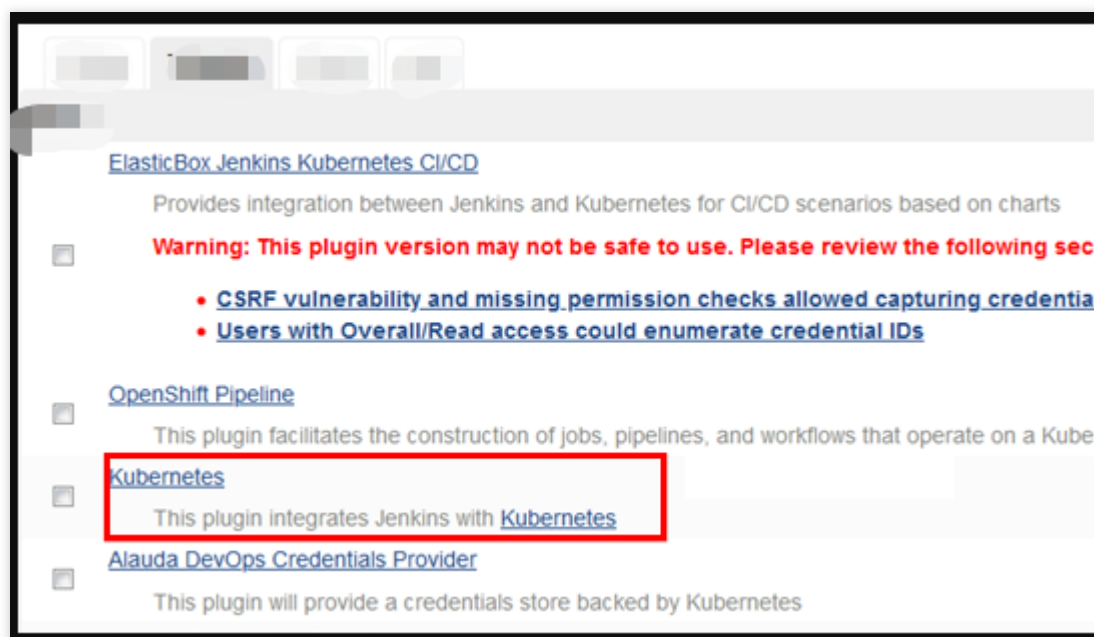 ElasticBox Jenkins Kubernetes CI/CD
Provides integration between Jenkins and Kubernetes for CI/CD scenarios based on charts
Warning: This plugin version may not be safe to use. Please review the following sec
CSRF vulnerability and missing permission checks allowed capturing credentia
Users with Overall/Read access could enumerate credential IDs
OpenShift Pipeline
This plugin facilitates the construction of jobs, pipelines, and workflows that operate on a Kube
Kubernetes
This plugin integrates Jenkins with Kubernetes
Alauda DevOps Credentials Provider
This plugin will provide a credentials store backed by Kubernetes